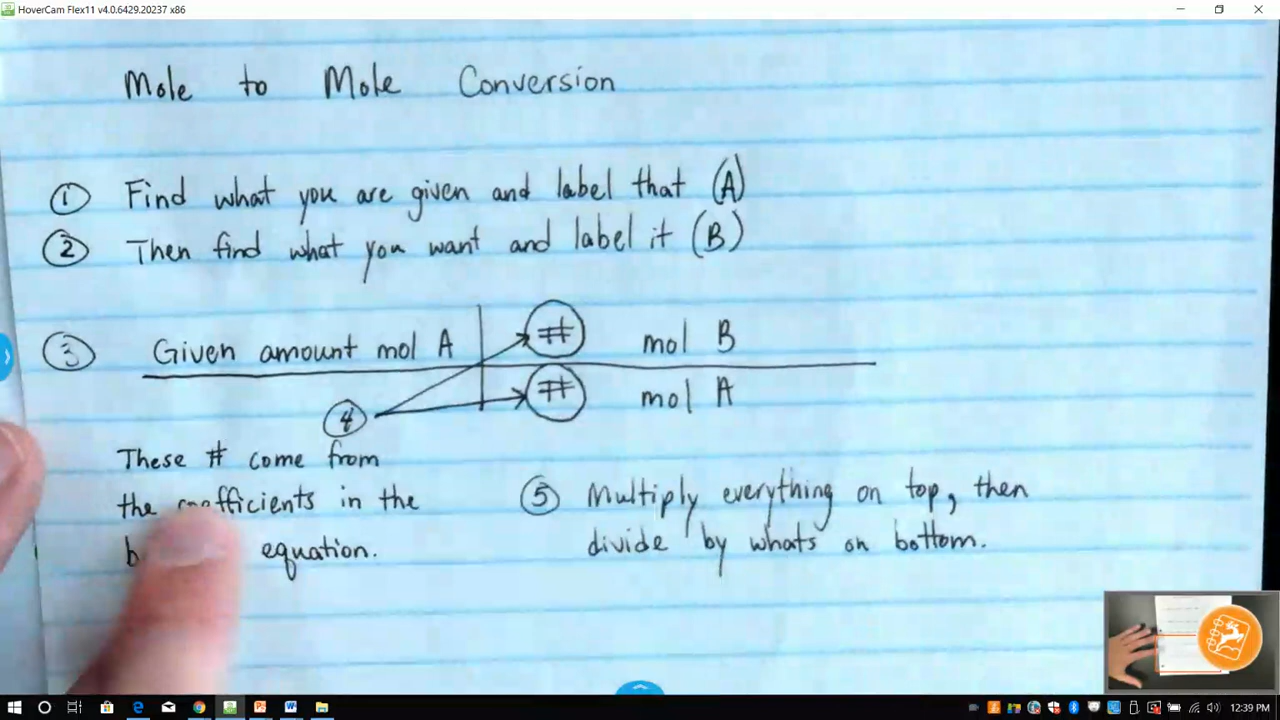 HoverCam Flex11 v4.0.6429.20237 x86
Mole to Mole Conversion
① Find what you are given and label that (A)
② Then find what you want and label it (B)
③ Given amount mol A # mol B
# mol A
④
These # come from
the coefficients in the
equation.
⑤ Multiply everything on top, then
divide by whats on bottom.
12:39 PM